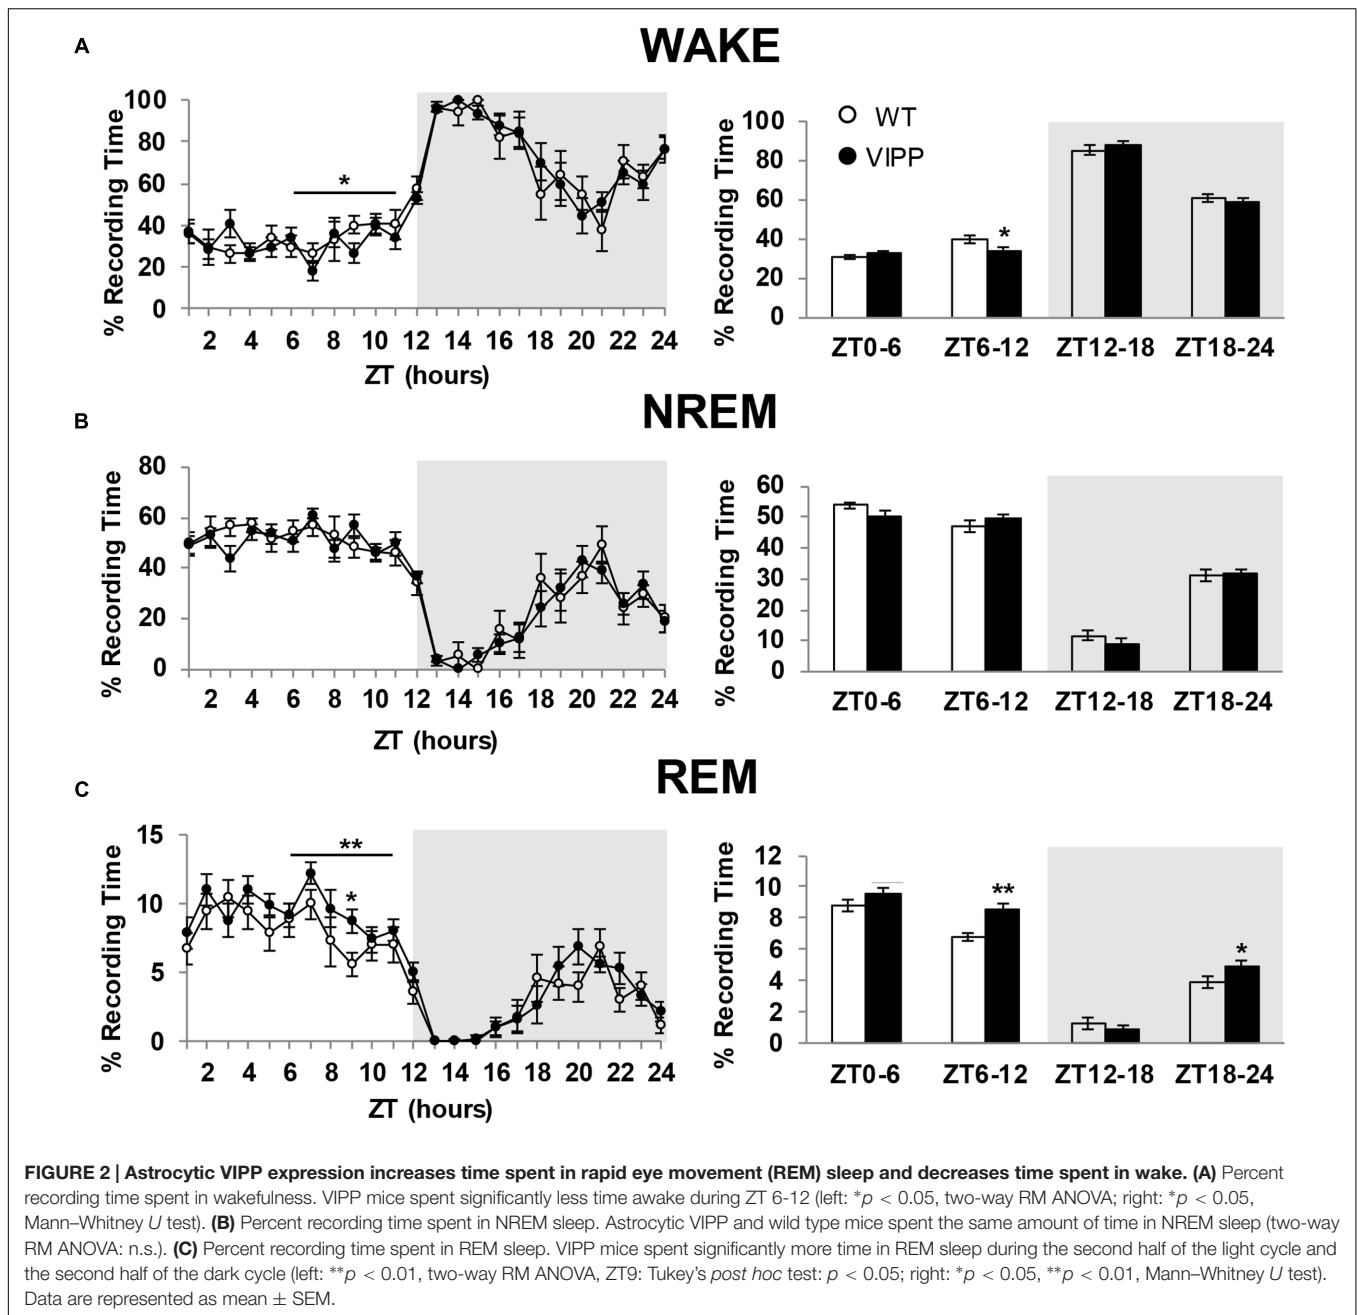 A
WAKE
% Recording Time
100
80
60
40
20
0
*
2 4 6 8 10 12 14 16 18 20 22 24
ZT (hours)
% Recording Time
100
80
60
40
20
0
WT
VIPP
*
ZT0-6 ZT6-12 ZT12-18 ZT18-24
B
NREM
% Recording Time
80
60
40
20
0
2 4 6 8 10 12 14 16 18 20 22 24
ZT (hours)
% Recording Time
60
50
40
30
20
10
0
ZT0-6 ZT6-12 ZT12-18 ZT18-24
C
REM
% Recording Time
15
10
5
0
**
*
2 4 6 8 10 12 14 16 18 20 22 24
ZT (hours)
% Recording Time
12
10
8
6
4
2
0
**
*
ZT0-6 ZT6-12 ZT12-18 ZT18-24
FIGURE 2 | Astrocytic VIPP expression increases time spent in rapid eye movement (REM) sleep and decreases time spent in wake. (A) Percent
recording time spent in wakefulness. VIPP mice spent significantly less time awake during ZT 6-12 (left: *p < 0.05, two-way RM ANOVA; right: *p < 0.05,
Mann–Whitney U test). (B) Percent recording time spent in NREM sleep. Astrocytic VIPP and wild type mice spent the same amount of time in NREM sleep (two-way
RM ANOVA: n.s.). (C) Percent recording time spent in REM sleep. VIPP mice spent significantly more time in REM sleep during the second half of the light cycle and
the second half of the dark cycle (left: **p < 0.01, two-way RM ANOVA, ZT9: Tukey's post hoc test: p < 0.05; right: *p < 0.05, **p < 0.01, Mann–Whitney U test).
Data are represented as mean ± SEM.